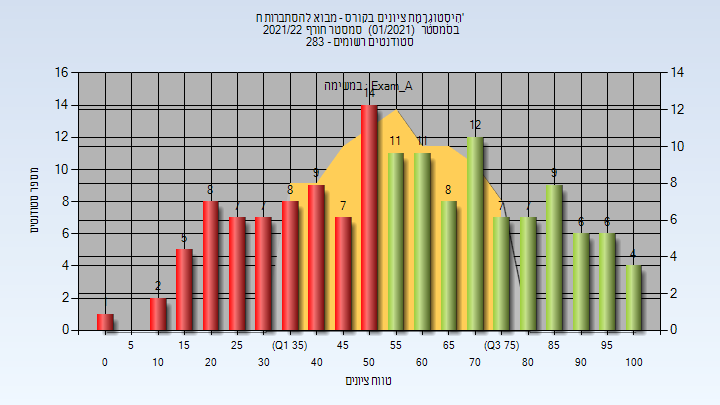 הִיסטוּגְרָמַת ציונים בקורס - מבוא להסתברות ח'
בסמסטר (01/2021) סמסטר חורף 2021/22
סטודנטים רשומים - 283
במשימה : Exam_A
16 14 12 10 8 6 4 2 0
14 12 10 8 6 4 2 0
מספר סטודנטים
2 5 8 7 7 8 9 7 14 11 11 8 12 7 7 9 6 6 4
5 15 25 (Q1 35) 45 55 65 (Q3 75) 85 95
0 10 20 30 40 50 60 70 80 90 100
טווח ציונים